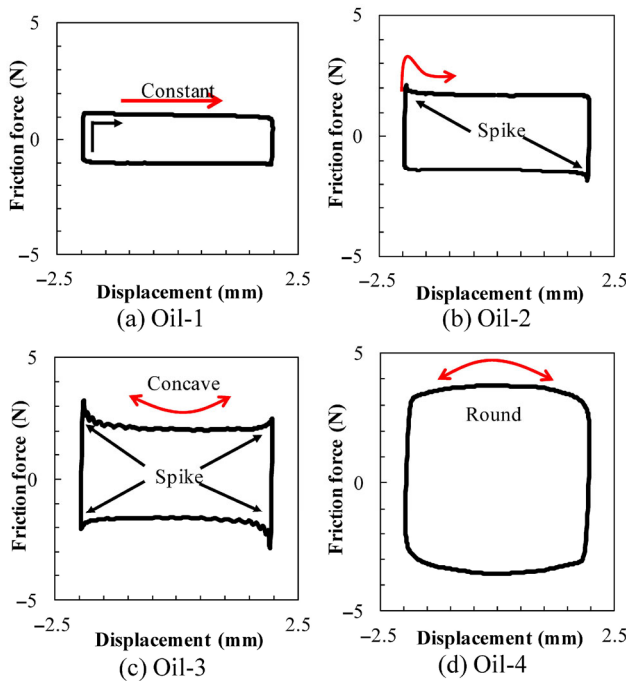 5
Constant
0
−5
−2.5
2.5
Friction force (N)
Displacement (mm)
(a) Oil-1
5
Spike
0
−5
−2.5
2.5
Friction force (N)
Displacement (mm)
(b) Oil-2
5
Concave
0
Spike
−5
−2.5
2.5
Friction force (N)
Displacement (mm)
(c) Oil-3
5
Round
0
−5
−2.5
2.5
Friction force (N)
Displacement (mm)
(d) Oil-4